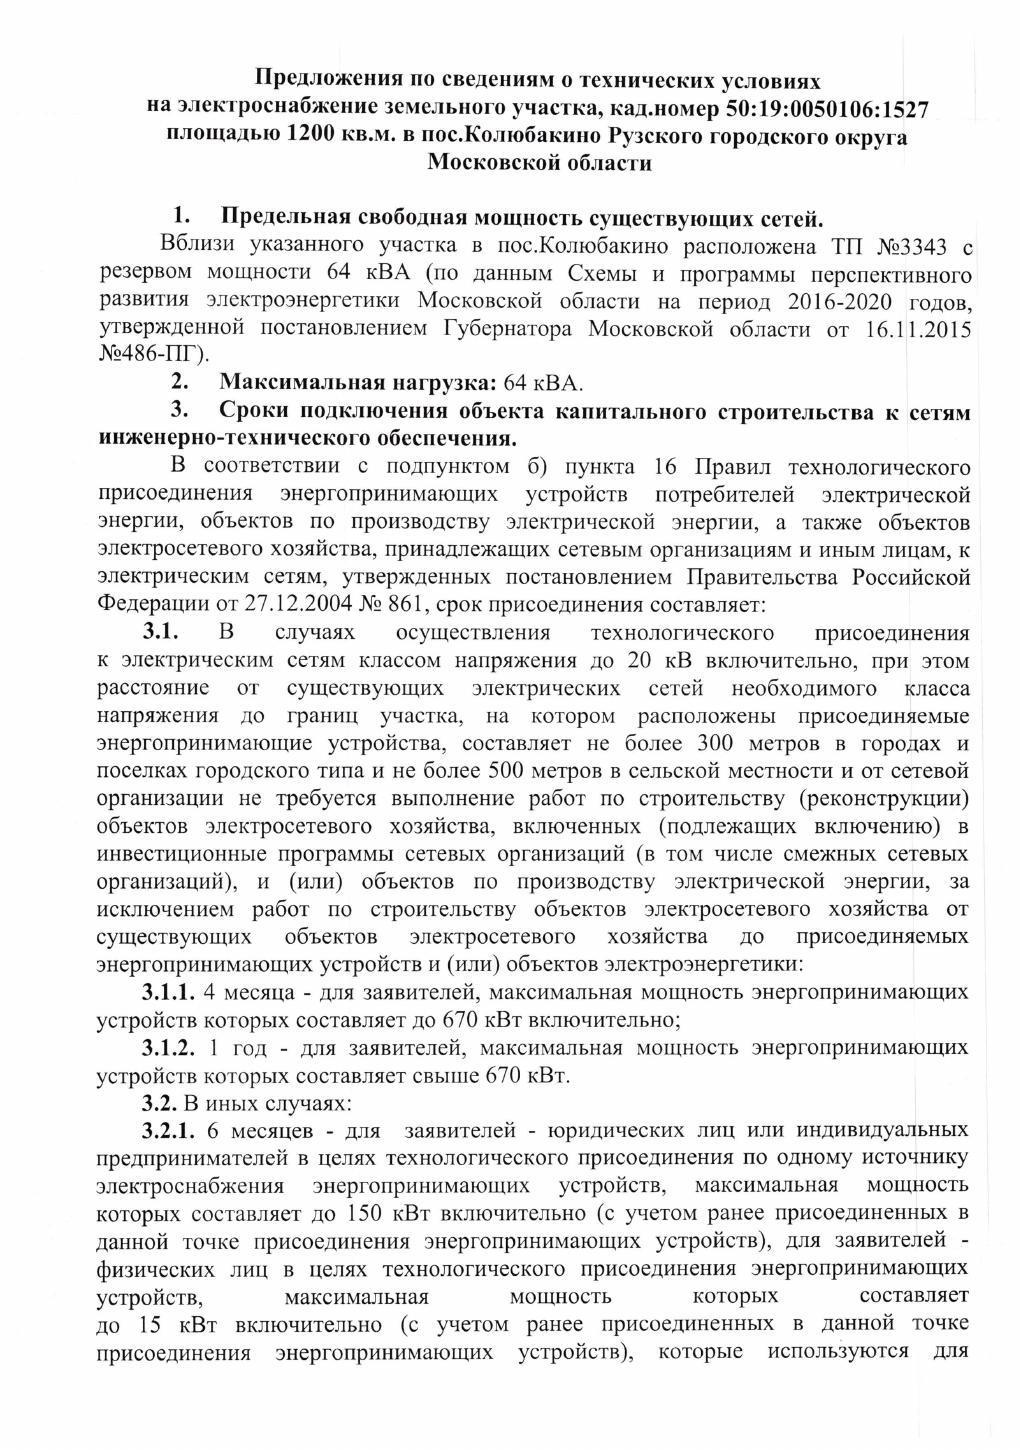 Предложения по сведениям о технических условиях
на электроснабжение земельного участка, кад.номер 50:19:0050106:1527
площадью 1200 кв.м. в пос.Колюбакино Рузского городского округа
Московской области
1. Предельная свободная мощность существующих сетей.
Вблизи указанного участка в пос.Колюбакино расположена ТП №3343 с
резервом мощности 64 кВА (по данным Схемы и программы перспективного
развития электроэнергетики Московской области на период 2016-2020 годов,
утвержденной постановлением Губернатора Московской области от 16.11.2015
№486-ПГ).
2. Максимальная нагрузка: 64 кВА.
3. Сроки подключения объекта капитального строительства к сетям
инженерно-технического обеспечения.
В соответствии с подпунктом б) пункта 16 Правил технологического
присоединения энергопринимающих устройств потребителей электрической
энергии, объектов по производству электрической энергии, а также объектов
электросетевого хозяйства, принадлежащих сетевым организациям и иным лицам, к
электрическим сетям, утвержденных постановлением Правительства Российской
Федерации от 27.12.2004 № 861, срок присоединения составляет:
3.1. В случаях осуществления технологического присоединения
к электрическим сетям классом напряжения до 20 кВ включительно, при этом
расстояние от существующих электрических сетей необходимого класса
напряжения до границ участка, на котором расположены присоединяемые
энергопринимающие устройства, составляет не более 300 метров в городах и
поселках городского типа и не более 500 метров в сельской местности и от сетевой
организации не требуется выполнение работ по строительству (реконструкции)
объектов электросетевого хозяйства, включенных (подлежащих включению) в
инвестиционные программы сетевых организаций (в том числе смежных сетевых
организаций), и (или) объектов по производству электрической энергии, за
исключением работ по строительству объектов электросетевого хозяйства от
существующих объектов электросетевого хозяйства до присоединяемых
энергопринимающих устройств и (или) объектов электроэнергетики:
3.1.1. 4 месяца - для заявителей, максимальная мощность энергопринимающих
устройств которых составляет до 670 кВт включительно;
3.1.2. 1 год - для заявителей, максимальная мощность энергопринимающих
устройств которых составляет свыше 670 кВт.
3.2. В иных случаях:
3.2.1. 6 месяцев - для заявителей - юридических лиц или индивидуальных
предпринимателей в целях технологического присоединения по одному источнику
электроснабжения энергопринимающих устройств, максимальная мощность
которых составляет до 150 кВт включительно (с учетом ранее присоединенных в
данной точке присоединения энергопринимающих устройств), для заявителей -
физических лиц в целях технологического присоединения энергопринимающих
устройств, максимальная мощность которых составляет
до 15 кВт включительно (с учетом ранее присоединенных в данной точке
присоединения энергопринимающих устройств), которые используются для